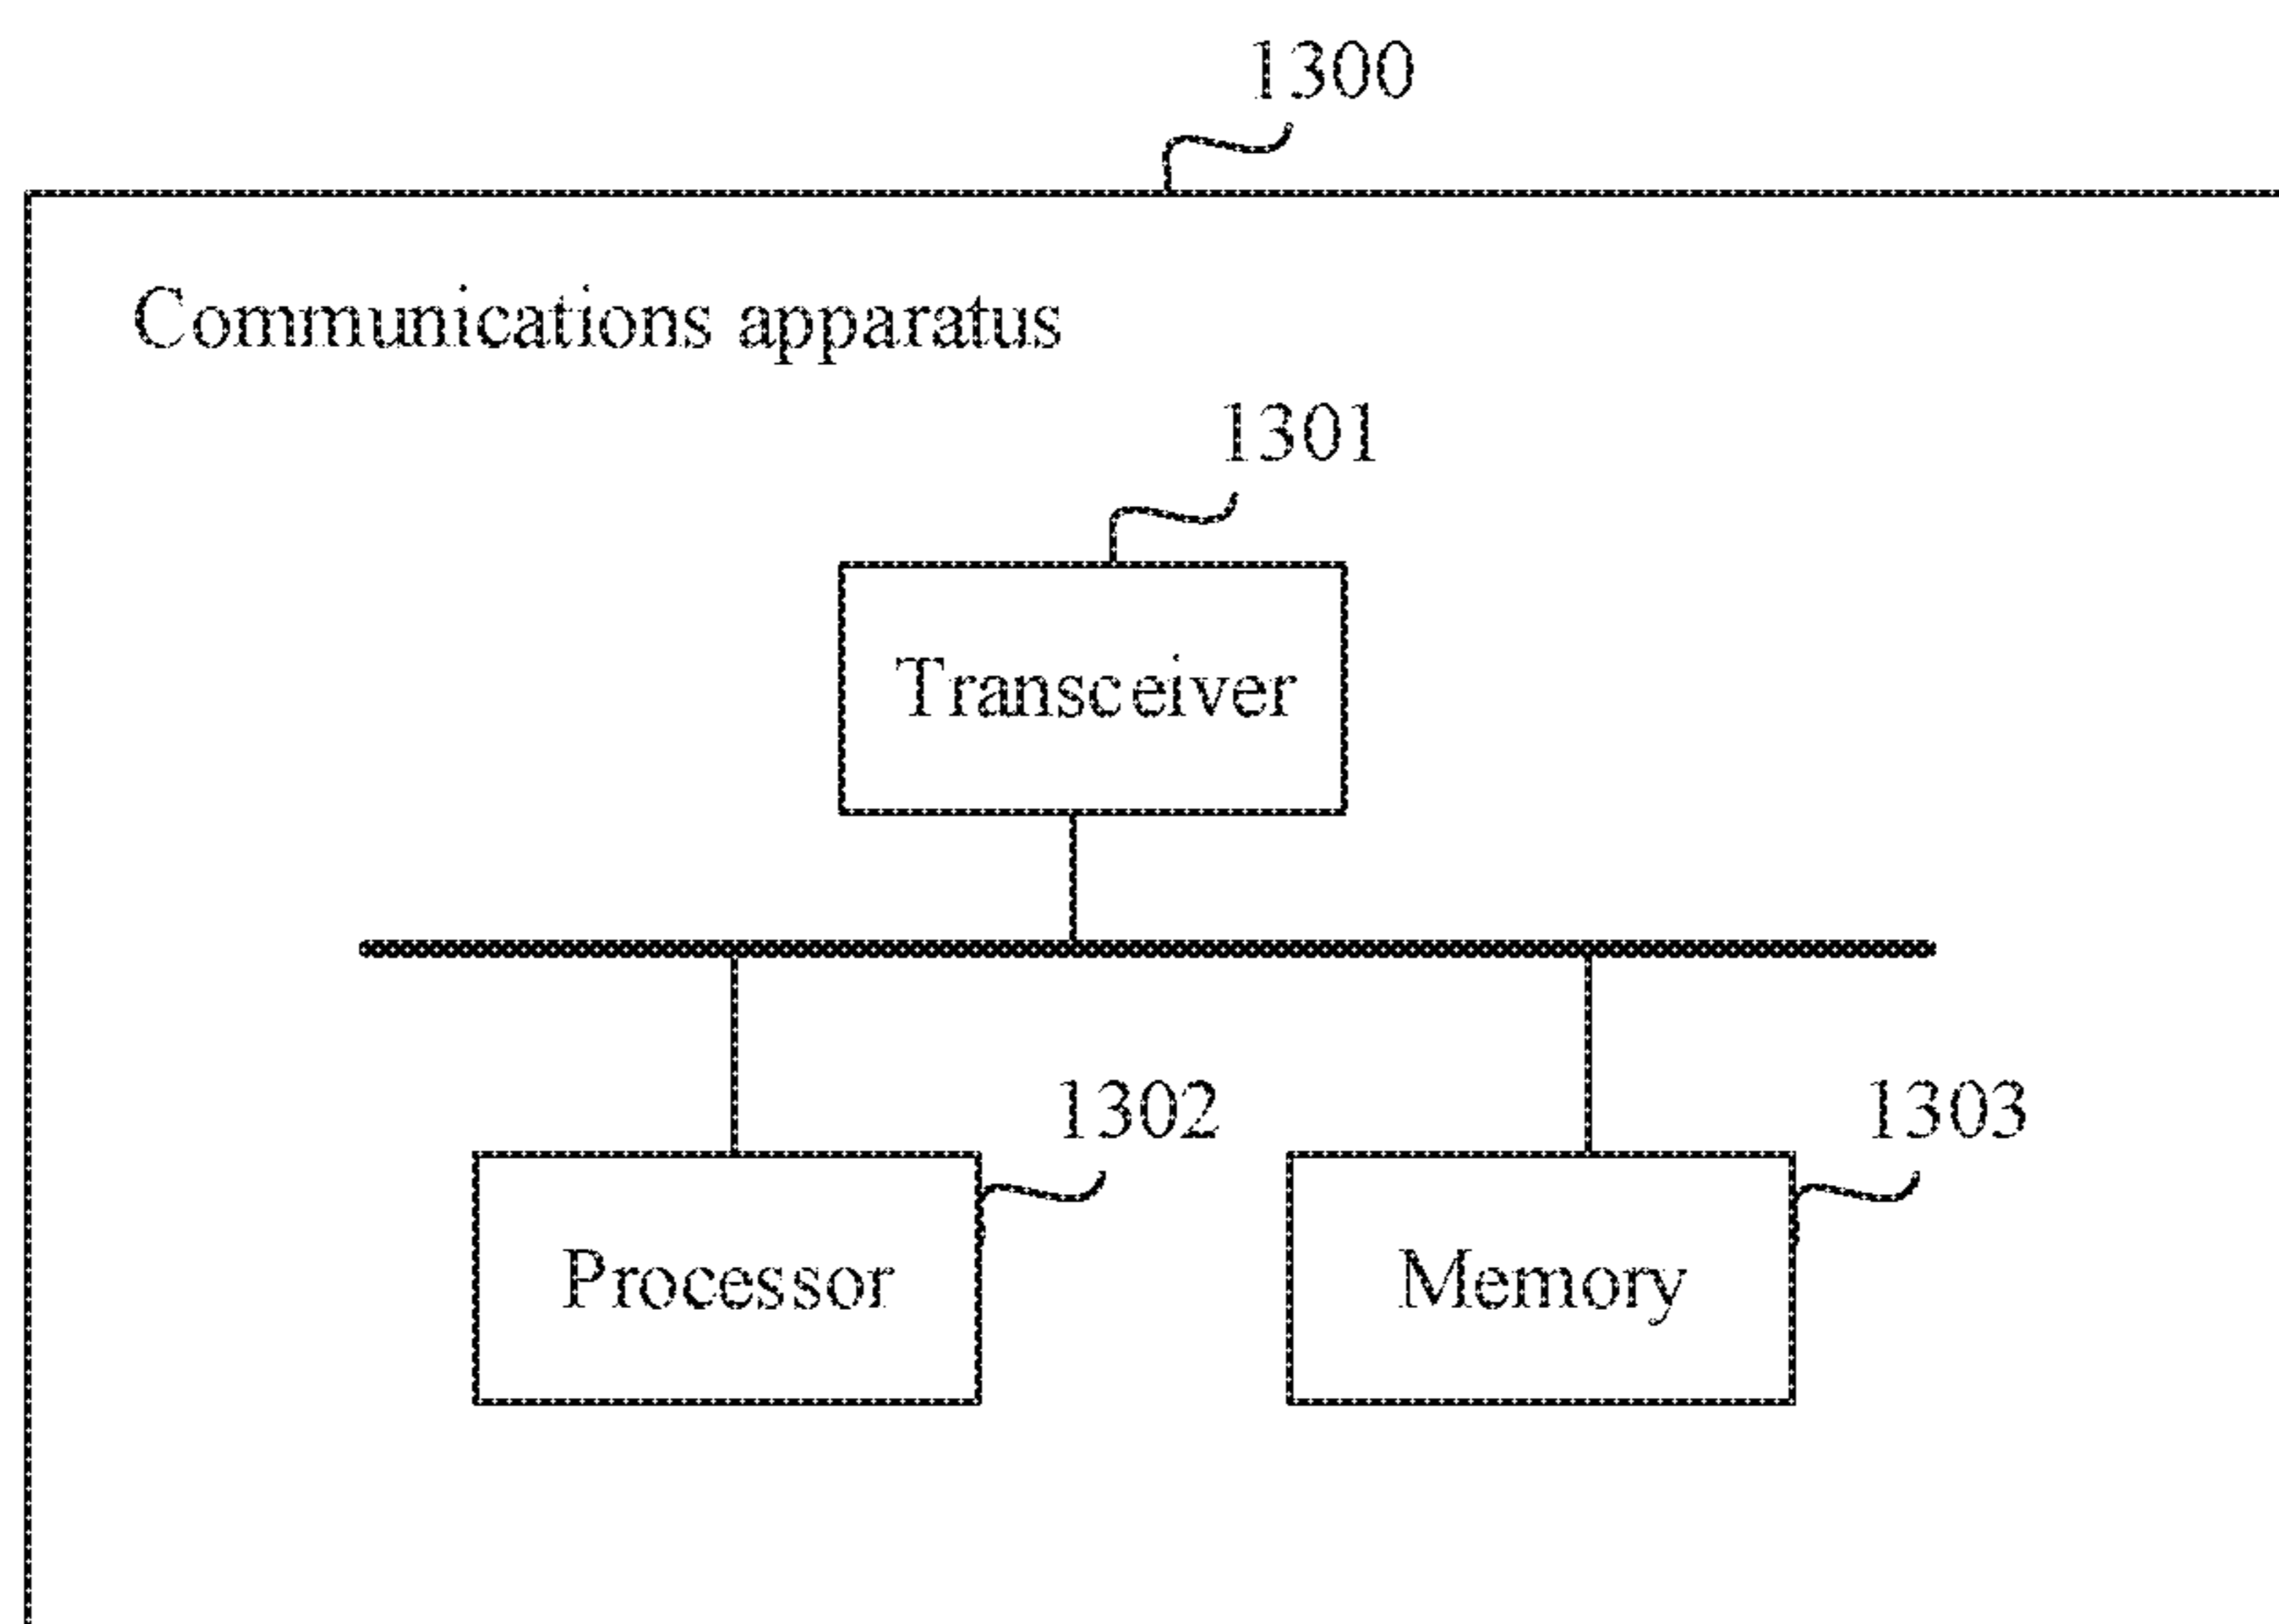 1300
Communications apparatus
1301
Transceiver
1302
1303
Processor
Memory